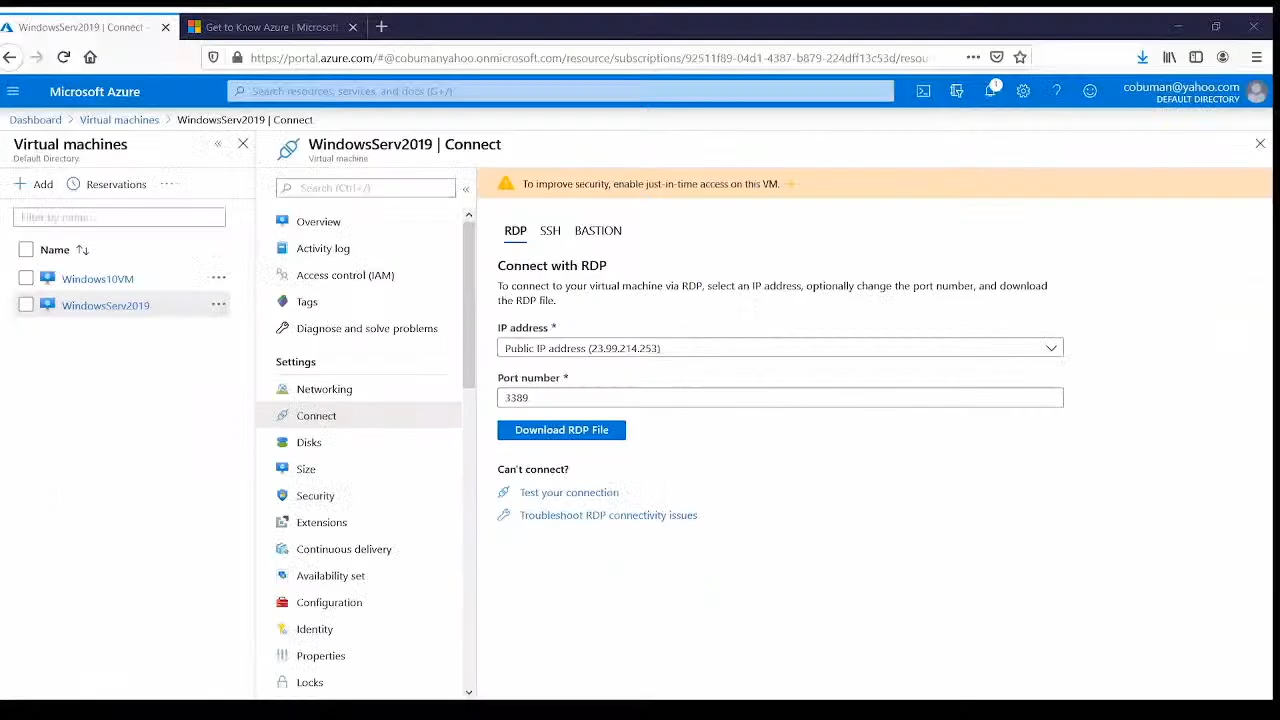 WindowsServ2019 | Connect -
Get to Know Azure | Microsoft
https://portal.azure.com/#@cobumanyahoo.onmicrosoft.com/resource/subscriptions/92511f89-04d1-4387-b879-224dff13c53d/resou
Microsoft Azure
Search resources, services, and docs (G+/)
1
cobuman@yahoo.com
DEFAULT DIRECTORY
Dashboard > Virtual machines > WindowsServ2019 | Connect
Virtual machines
Default Directory
Add
Reservations
Filter by name...
Name
Windows10VM
WindowsServ2019
WindowsServ2019 | Connect
Virtual machine
Search (Ctrl+/)
Overview
Activity log
Access control (IAM)
Tags
Diagnose and solve problems
Settings
Networking
Connect
Disks
Size
Security
Extensions
Continuous delivery
Availability set
Configuration
Identity
Properties
Locks
To improve security, enable just-in-time access on this VM.
RDP SSH BASTION
Connect with RDP
To connect to your virtual machine via RDP, select an IP address, optionally change the port number, and download
the RDP file.
IP address *
Public IP address (23.99.214.253)
Port number *
3389
Download RDP File
Can't connect?
Test your connection
Troubleshoot RDP connectivity issues